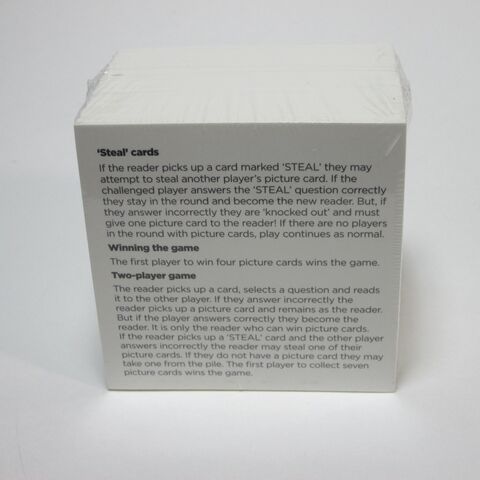 ‘Steal’ cards
If the reader picks up a card marked ‘STEAL’ they may
attempt to steal another player's picture card. If the
challenged player answers the ‘STEAL’ question correctly
they stay in the round and become the new reader. But, if
they answer incorrectly they are ‘knocked out’ and must
give one picture card to the reader! If there are no players
in the round with picture cards, play continues as normal.
Winning the game
The first player to win four picture cards wins the game.
Two-player game
The reader picks up a card, selects a question and reads
it to the other player. If they answer incorrectly the
reader picks up a picture card and remains as the reader.
But if the player answers correctly they become the
reader. It is only the reader who can win picture cards.
If the reader picks up a ‘STEAL’ card and the other player
answers incorrectly the reader may steal one of their
picture cards. If they do not have a picture card they may
take one from the pile. The first player to collect seven
picture cards wins the game.